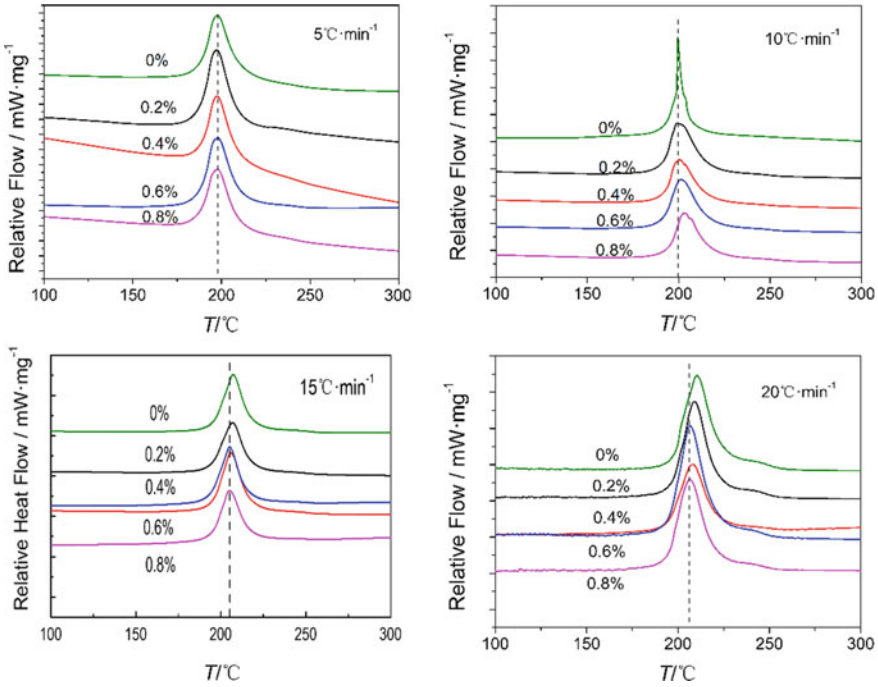 5℃·min⁻¹
Relative Flow / mW·mg⁻¹
0%
0.2%
0.4%
0.6%
0.8%
100 150 200 250 300
T/℃
10℃·min⁻¹
Relative Flow / mW·mg⁻¹
0%
0.2%
0.4%
0.6%
0.8%
100 150 200 250 300
T/℃
15℃·min⁻¹
Relative Heat Flow / mW·mg⁻¹
0%
0.2%
0.4%
0.6%
0.8%
100 150 200 250 300
T/℃
20℃·min⁻¹
Relative Flow / mW·mg⁻¹
0%
0.2%
0.4%
0.6%
0.8%
100 150 200 250 300
T/℃